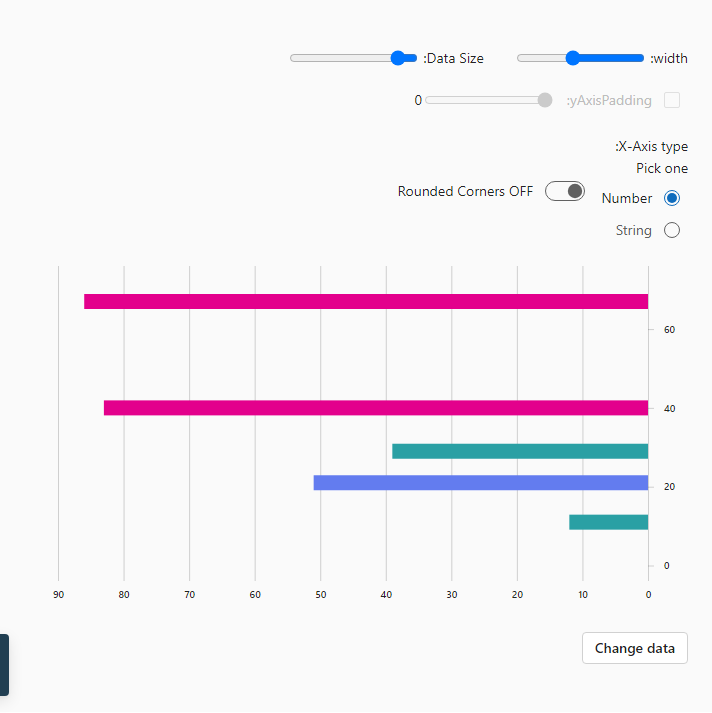 :width
:Data Size
:yAxisPadding
0
:X-Axis type
Pick one
Number
Rounded Corners OFF
String
60
40
20
0
90 80 70 60 50 40 30 20 10 0
Change data